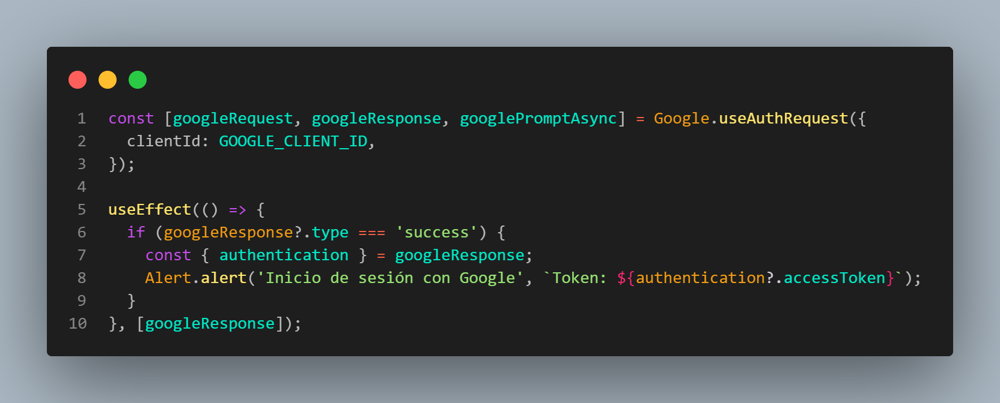 1 const [googleRequest, googleResponse, googlePromptAsync] = Google.useAuthRequest({
2   clientId: GOOGLE_CLIENT_ID,
3 });
4
5 useEffect(() => {
6   if (googleResponse?.type === 'success') {
7     const { authentication } = googleResponse;
8     Alert.alert('Inicio de sesión con Google', `Token: ${authentication?.accessToken}`);
9   }
10 }, [googleResponse]);